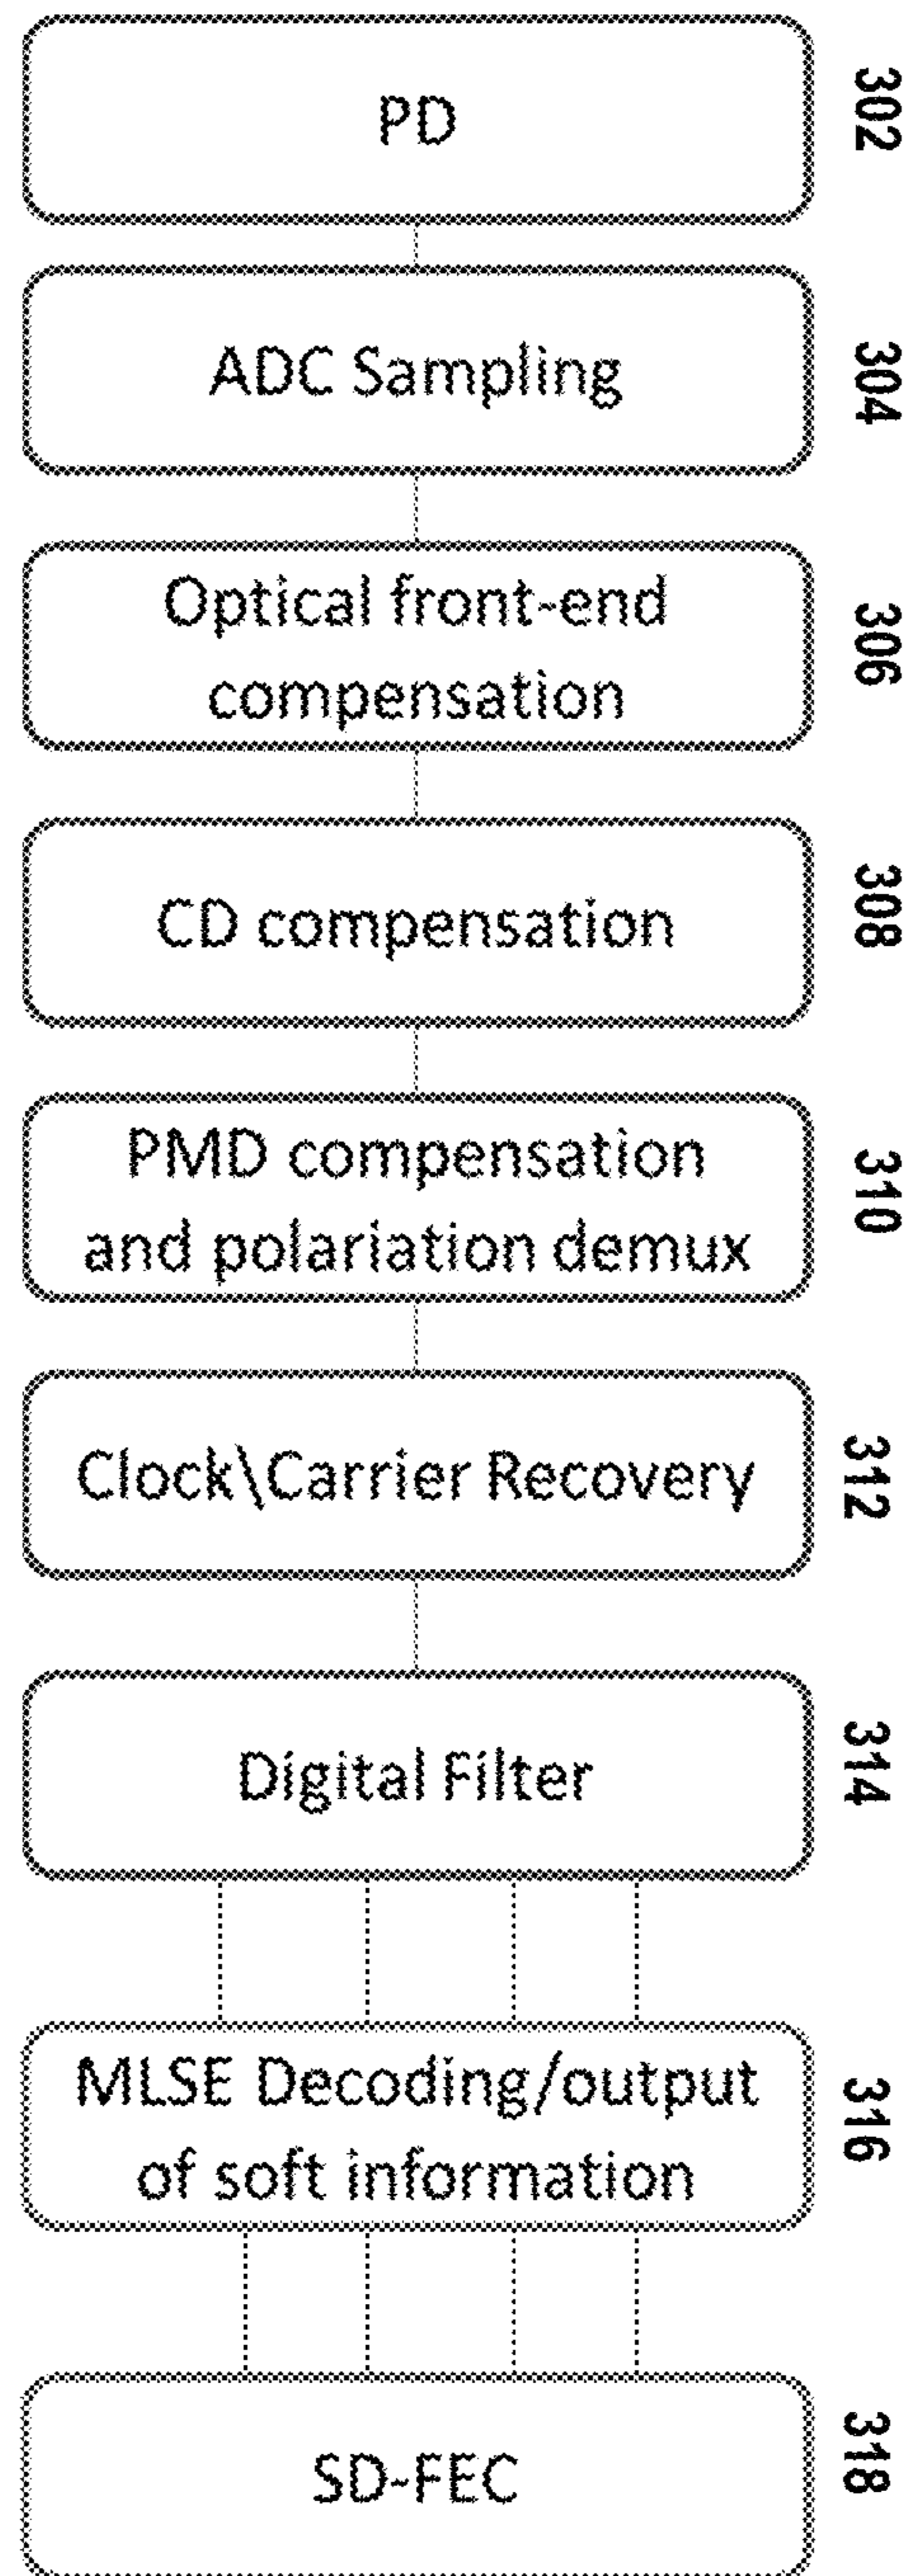 PD
302
ADC Sampling
304
Optical front-end
compensation
306
CD compensation
308
PMD compensation
and polariation demux
310
Clock\Carrier Recovery
312
Digital Filter
314
MLSE Decoding/output
of soft information
316
SD-FEC
318